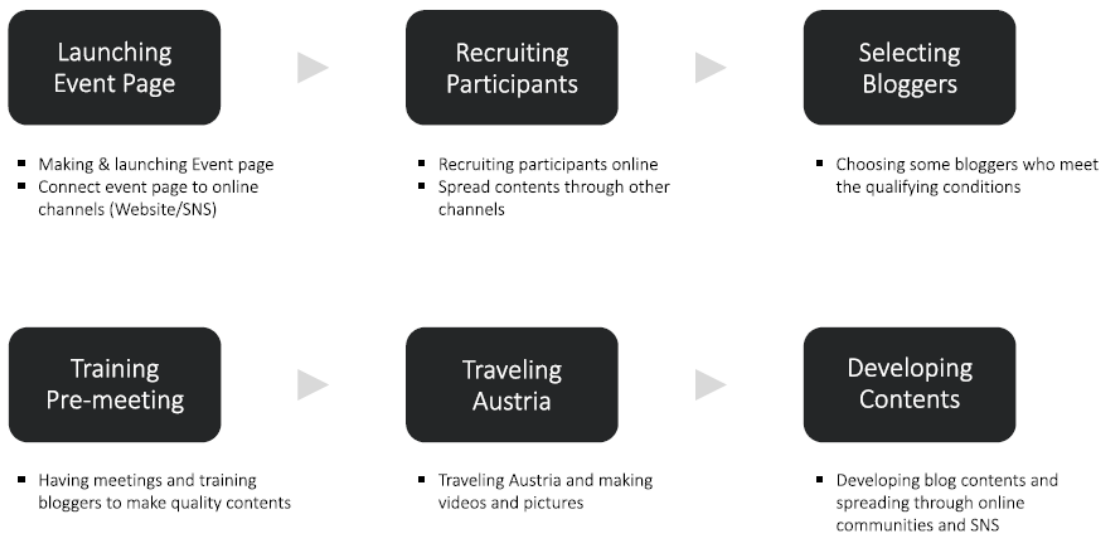 Launching
Event Page
Recruiting
Participants
Selecting
Bloggers
▪ Making & launching Event page
▪ Connect event page to online
channels (Website/SNS)
▪ Recruiting participants online
▪ Spread contents through other
channels
▪ Choosing some bloggers who meet
the qualifying conditions
Training
Pre-meeting
Traveling
Austria
Developing
Contents
▪ Having meetings and training
bloggers to make quality contents
▪ Traveling Austria and making
videos and pictures
▪ Developing blog contents and
spreading through online
communities and SNS